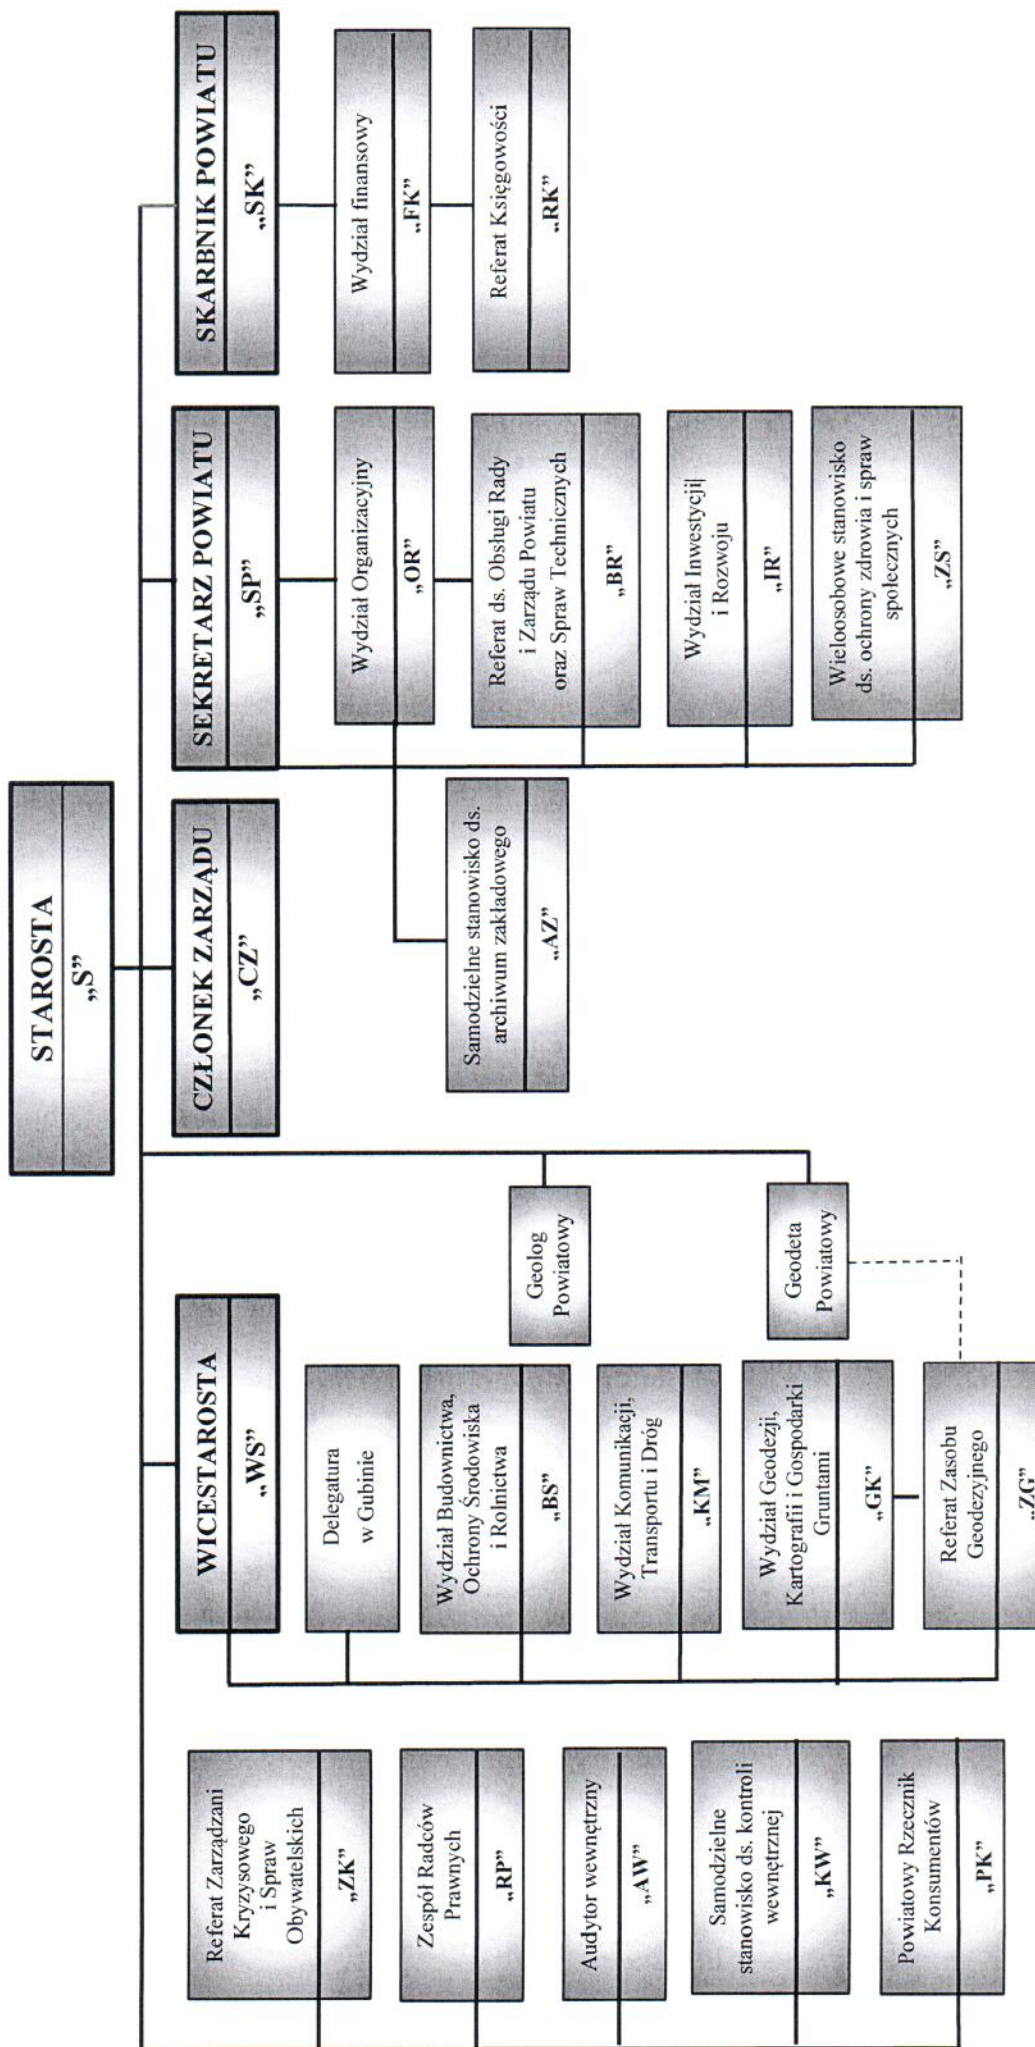 STAROSTA
„S”
WICESTAROSTA
„WS”
CZŁONEK ZARZĄDU
„CZ”
SEKRETARZ POWIATU
„SP”
SKARBNIK POWIATU
„SK”
Referat Zarządzani
Kryzysowego
i Spraw
Obywatelskich
„ZK”
Zespół Radców
Prawnych
„RP”
Audytor wewnętrzny
„AW”
Samodzielne
stanowisko ds. kontroli
wewnętrznej
„KW”
Powiatowy Rzecznik
Konsumentów
„PK”
Delegatura
w Gubinie
Wydział Budownictwa,
Ochrony Środowiska
i Rolnictwa
„BS”
Wydział Komunikacji,
Transportu i Dróg
„KM”
Wydział Geodezji,
Kartografii i Gospodarki
Gruntami
„GK”
Referat Zasobu
Geodezyjnego
„ZG”
Geolog
Powiatowy
Geodeta
Powiatowy
Samodzielne stanowisko ds.
archiwum zakładowego
„AZ”
Wydział Organizacyjny
„OR”
Referat ds. Obsługi Rady
i Zarządu Powiatu
oraz Spraw Technicznych
„BR”
Wydział Inwestycji
i Rozwoju
„IR”
Wieloosobowe stanowisko
ds. ochrony zdrowia i spraw
społecznych
„ZS”
Wydział finansowy
„FK”
Referat Księgowości
„RK”